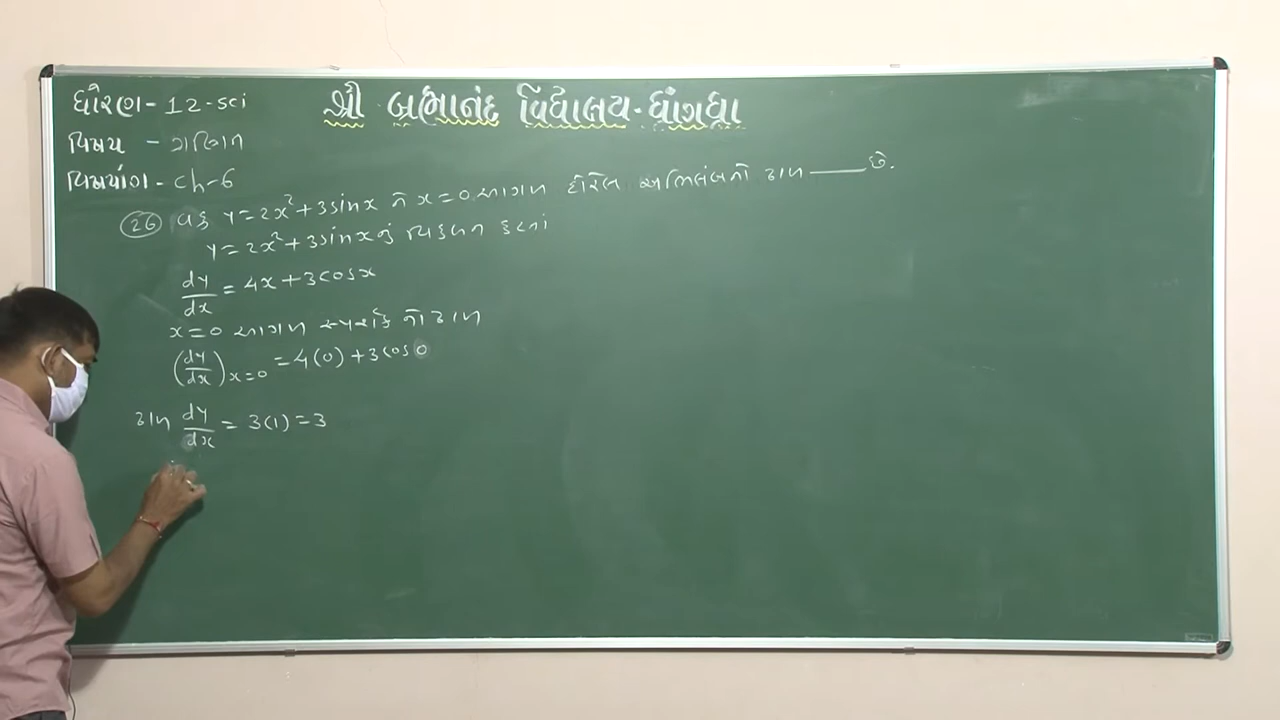 શ્રી બ્રહ્માનંદ વિદ્યાલય-ધ્રાંગધ્રા
ધોરણ - 12-sci
વિષય - ગણિત
વિષયાંગ - Ch-6
(26) વક્ર y=2x²+3sinx ને x=0 આગળ દોરેલ અભિલંબનો ઢાળ ——— છે.
y=2x²+3sinx નું વિકલન કરતાં
dy/dx = 4x+3cosx
x=0 આગળ સ્પર્શકનો ઢાળ
(dy/dx)x=0 = 4(0)+3cos0
ઢાળ dy/dx = 3(1)=3